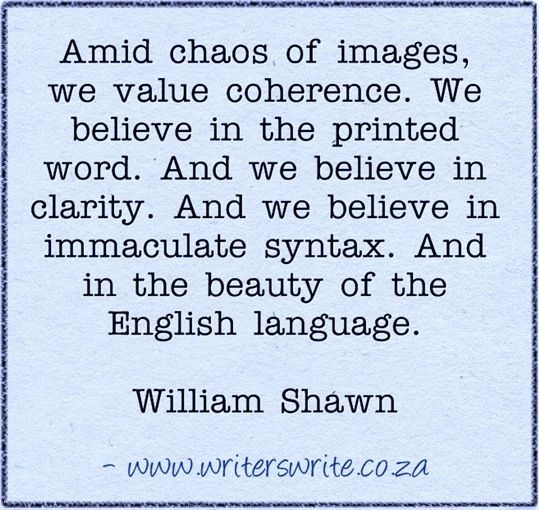 Amid chaos of images,
we value coherence. We
believe in the printed
word. And we believe in
clarity. And we believe in
immaculate syntax. And
in the beauty of the
English language.
William Shawn
- www.writerswrite.co.za